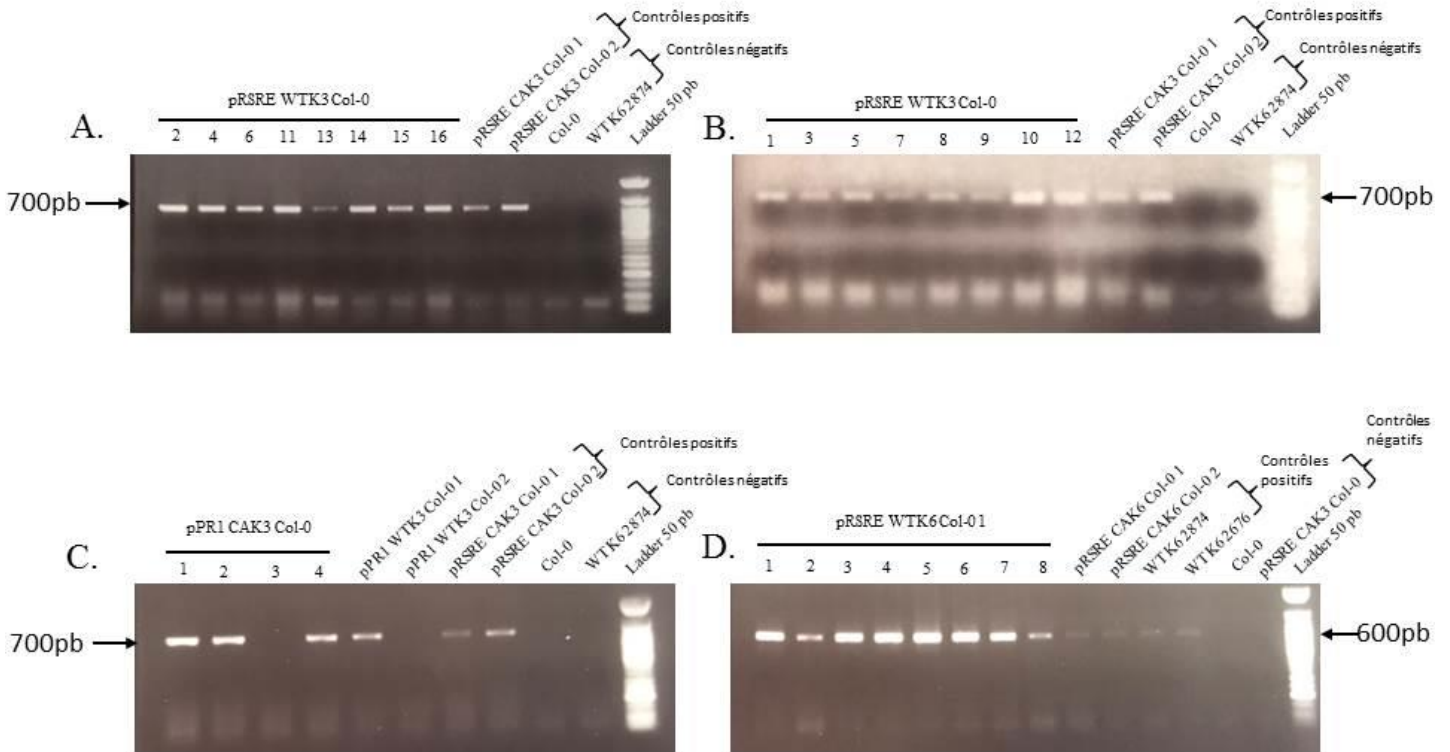 Contrôles positifs
Contrôles négatifs
pRSRE CAK3 Col-0 1
pRSRE CAK3 Col-0 2
Col-0
WTK62874
Ladder 50 pb
pRSRE WTK3 Col-0
A.
2 4 6 11 13 14 15 16
700pb
Contrôles positifs
Contrôles négatifs
pRSRE CAK3 Col-0 1
pRSRE CAK3 Col-0 2
Col-0
WTK62874
Ladder 50 pb
pRSRE WTK3 Col-0
B.
1 3 5 7 8 9 10 12
700pb
Contrôles positifs
Contrôles négatifs
pPR1 WTK3 Col-0 1
pPR1 WTK3 Col-0 2
pRSRE CAK3 Col-0 1
pRSRE CAK3 Col-0 2
Col-0
WTK62874
Ladder 50 pb
pPR1 CAK3 Col-0
C.
1 2 3 4
700pb
Contrôles
négatifs
Contrôles
positifs
pRSRE CAK6 Col-0 1
pRSRE CAK6 Col-0 2
WTK62874
WTK62676
Col-0
pRSRE CAK3 Col-0
Ladder 50 pb
pRSRE WTK6 Col-0 1
D.
1 2 3 4 5 6 7 8
600pb